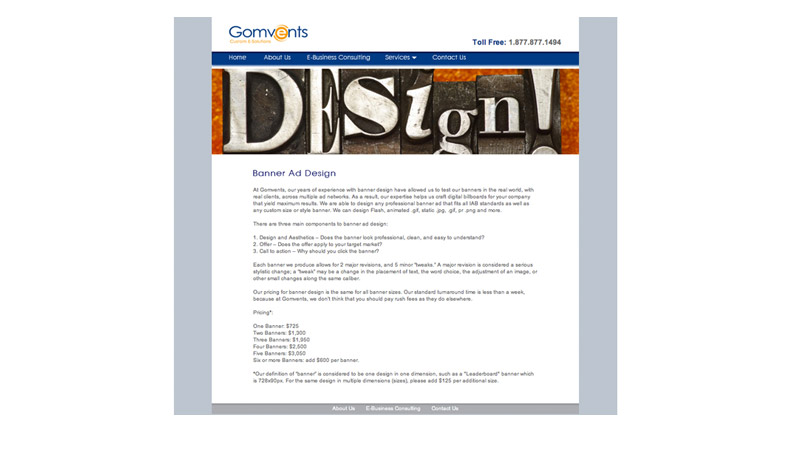 Gomvents
Toll Free: 1.877.877.1494
Home About Us E-Business Consulting Services Contact Us
DESign!
Banner Ad Design
At Gomvents, our years of experience with banner design have allowed us to test our banners in the real world, with
real clients, across multiple ad networks. As a result, our expertise helps us craft digital billboards for your company
that yield maximum results. We are able to design any professional banner ad that fits all IAB standards as well as
any custom size or style banner. We can design Flash, animated .gif, static .jpg, .gif, or .png and more.
There are three main components to banner ad design:
1. Design and Aesthetics – Does the banner look professional, clean, and easy to understand?
2. Offer – Does the offer apply to your target market?
3. Call to action – Why should you click the banner?
Each banner we produce allows for 2 major revisions, and 5 minor "tweaks." A major revision is considered a serious
stylistic change; a "tweak" may be a change in the placement of text, the word choice, the adjustment of an image, or
other small changes along the same caliber.
Our pricing for banner design is the same for all banner sizes. Our standard turnaround time is less than a week,
because at Gomvents, we don't think that you should pay rush fees as they do elsewhere.
Pricing*:
One Banner: $725
Two Banners: $1,300
Three Banners: $1,950
Four Banners: $2,500
Five Banners: $3,050
Six or more Banners: add $600 per banner.
*Our definition of "banner" is considered to be one design in one dimension, such as a "Leaderboard" banner which
is 728x90px. For the same design in multiple dimensions (sizes), please add $125 per additional size.
About Us E-Business Consulting Contact Us